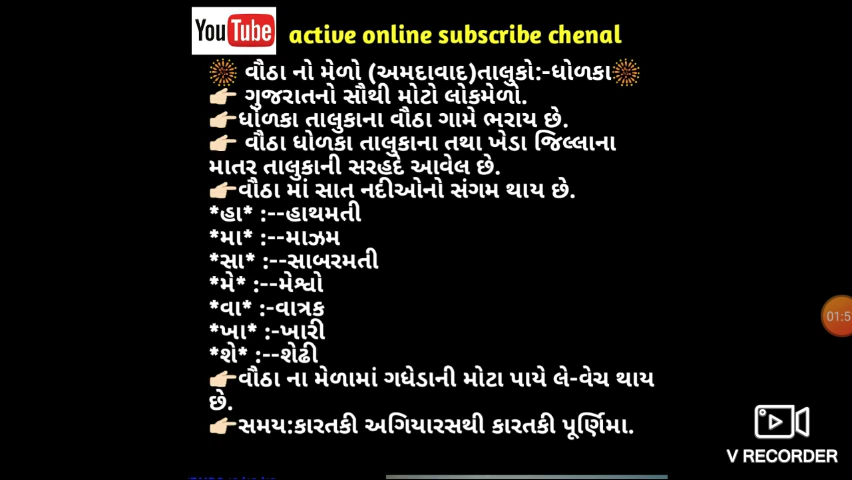 YouTube active online subscribe chenal
વૌઠા નો મેળો (અમદાવાદ)તાલુકો:-ધોળકા
ગુજરાતનો સૌથી મોટો લોકમેળો.
ધોળકા તાલુકાના વૌઠા ગામે ભરાય છે.
વૌઠા ધોળકા તાલુકાના તથા ખેડા જિલ્લાના
માતર તાલુકાની સરહદે આવેલ છે.
વૌઠા માં સાત નદીઓનો સંગમ થાય છે.
*હા* :--હાથમતી
*મા* :--માઝમ
*સા* :--સાબરમતી
*મે* :--મેશ્વો
*વા* :-વાત્રક
*ખા* :-ખારી
*શે* :--શેઢી
વૌઠા ના મેળામાં ગધેડાની મોટા પાયે લે-વેચ થાય
છે.
સમય:કારતકી અગિયારસથી કારતકી પૂર્ણિમા.
01:5
V RECORDER